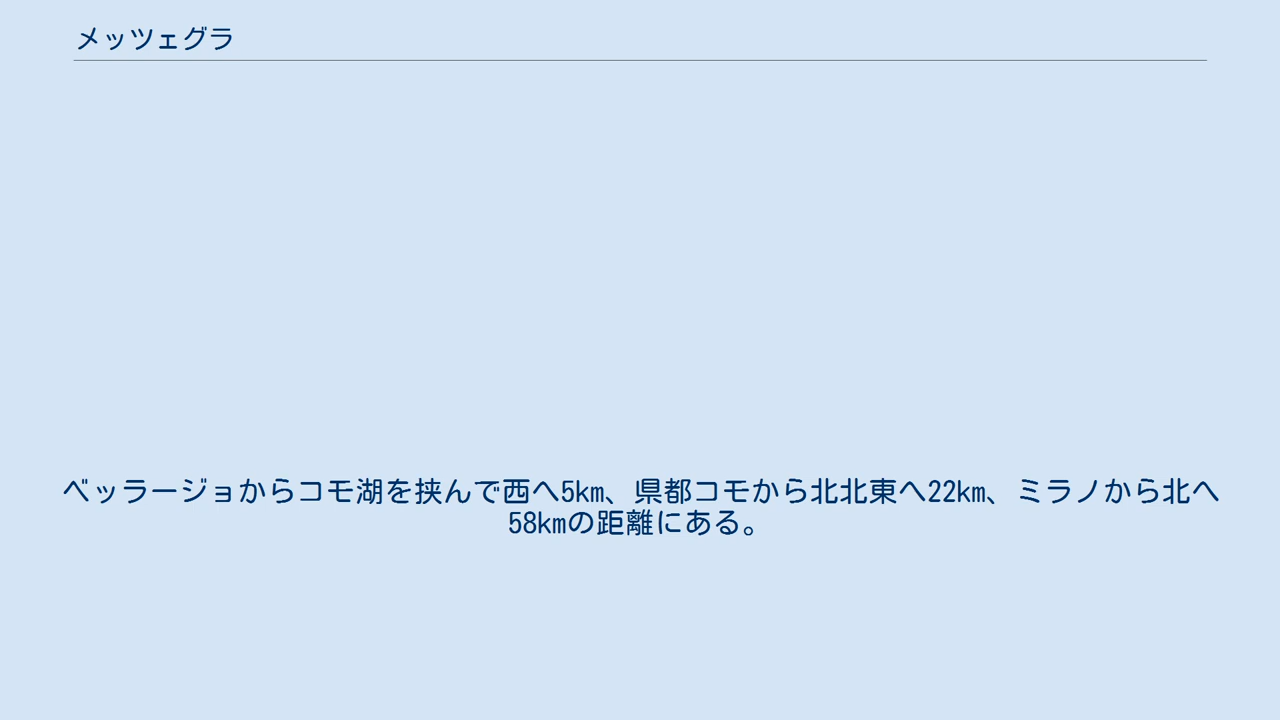 メッツェグラ
ベッラージョからコモ湖を挟んで西へ5km、県都コモから北北東へ22km、ミラノから北へ
58kmの距離にある。